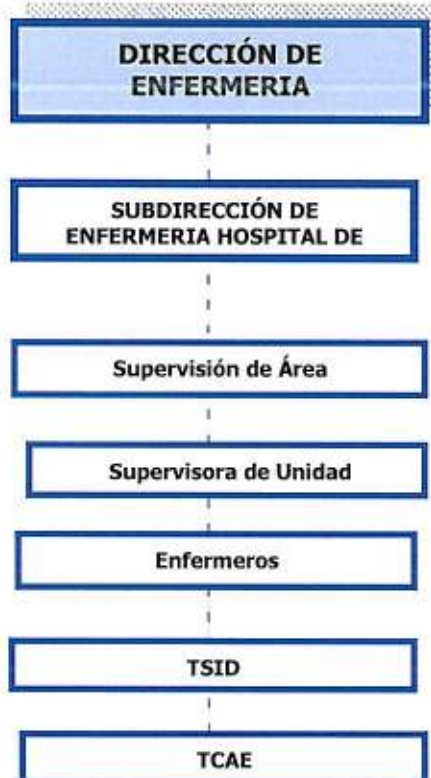 DIRECCIÓN DE
ENFERMERIA
SUBDIRECCIÓN DE
ENFERMERIA HOSPITAL DE
Supervisión de Área
Supervisora de Unidad
Enfermeros
TSID
TCAE